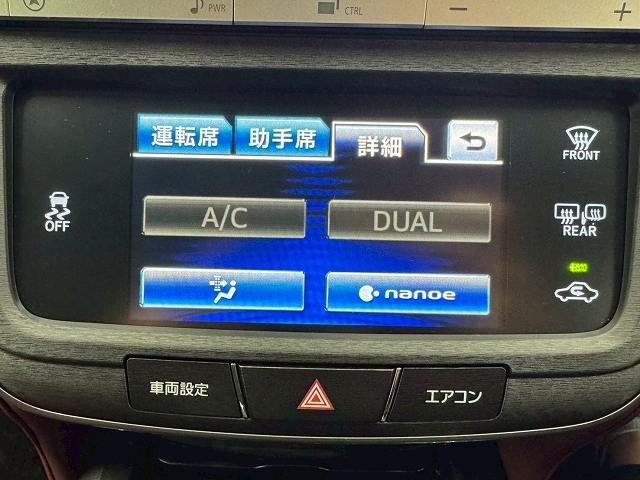 PWR
CTRL
− +
運転席 助手席 詳細
FRONT
A/C DUAL
OFF
REAR
nanoe
車両設定 エアコン